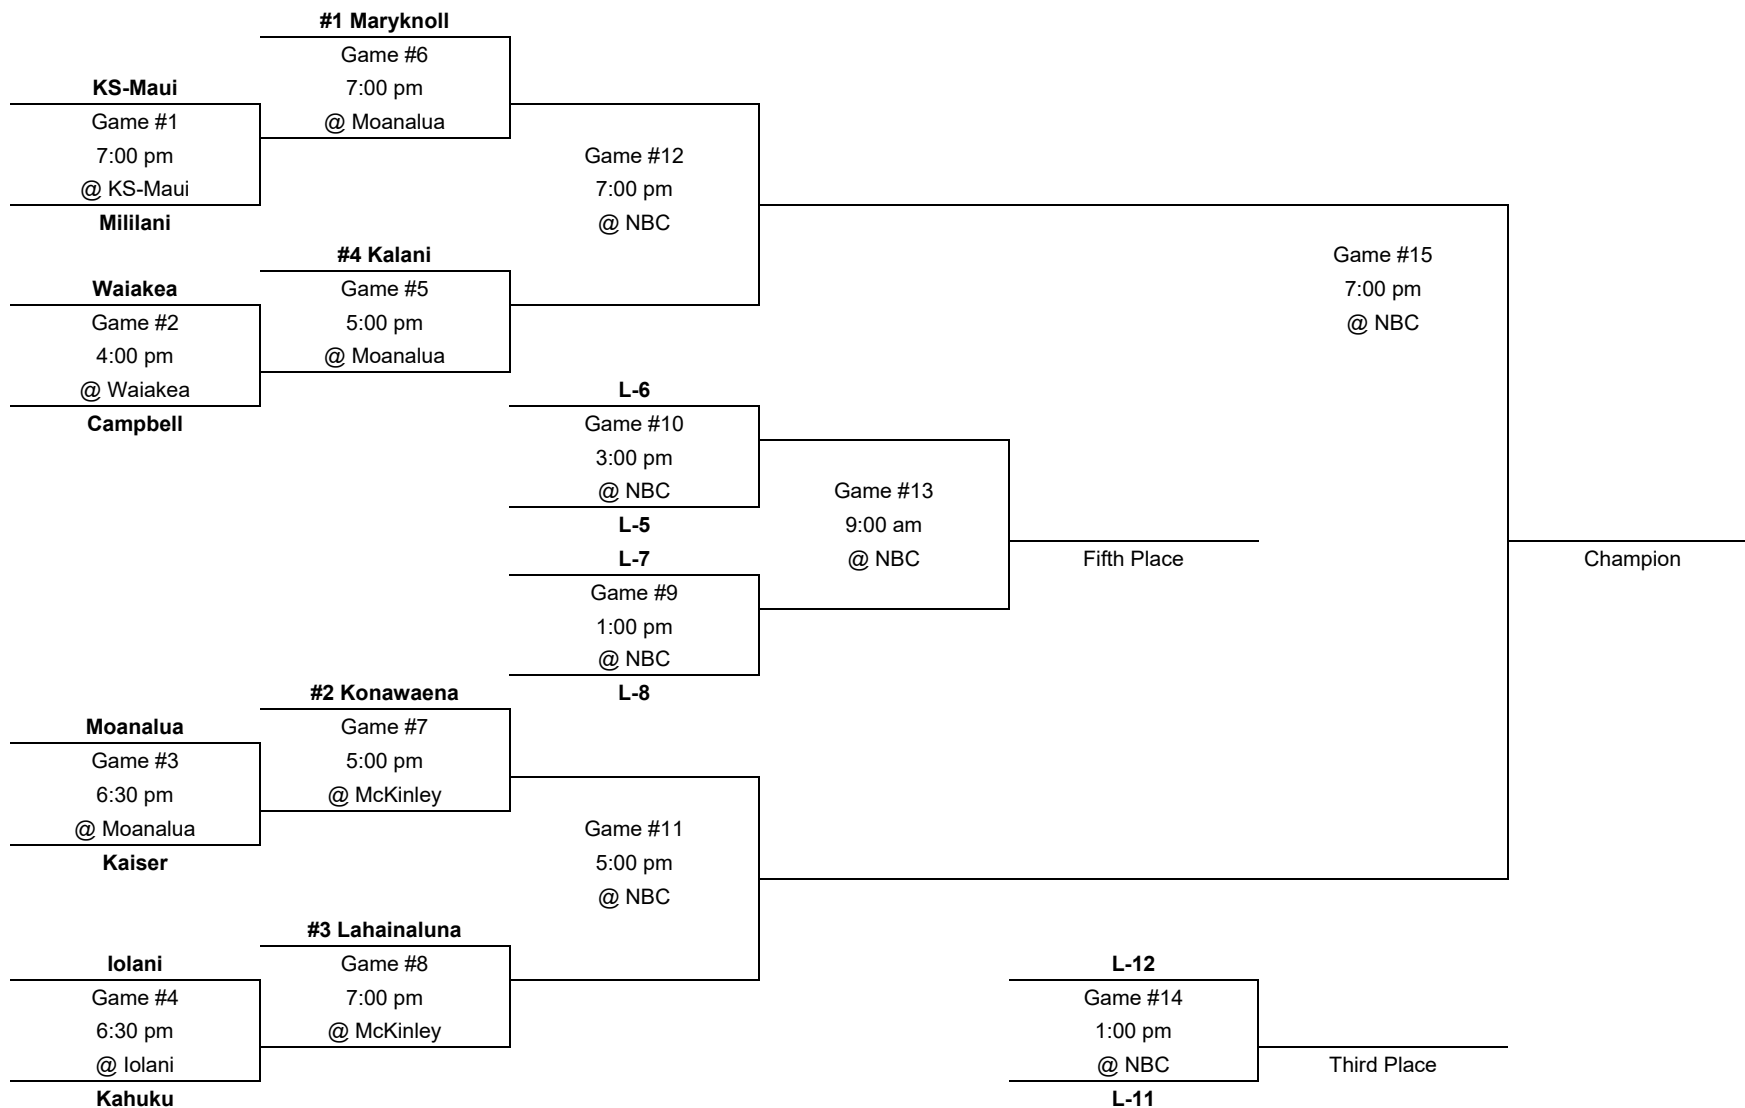 #1 Maryknoll
Game #6
7:00 pm
@ Moanalua
KS-Maui
Game #1
7:00 pm
@ KS-Maui
Mililani
Game #12
7:00 pm
@ NBC
#4 Kalani
Game #5
5:00 pm
@ Moanalua
Waiakea
Game #2
4:00 pm
@ Waiakea
Campbell
Game #15
7:00 pm
@ NBC
L-6
Game #10
3:00 pm
@ NBC
L-5
Game #13
9:00 am
@ NBC
Fifth Place
Champion
L-7
Game #9
1:00 pm
@ NBC
L-8
#2 Konawaena
Game #7
5:00 pm
@ McKinley
Moanalua
Game #3
6:30 pm
@ Moanalua
Kaiser
Game #11
5:00 pm
@ NBC
#3 Lahainaluna
Game #8
7:00 pm
@ McKinley
Iolani
Game #4
6:30 pm
@ Iolani
Kahuku
L-12
Game #14
1:00 pm
@ NBC
L-11
Third Place